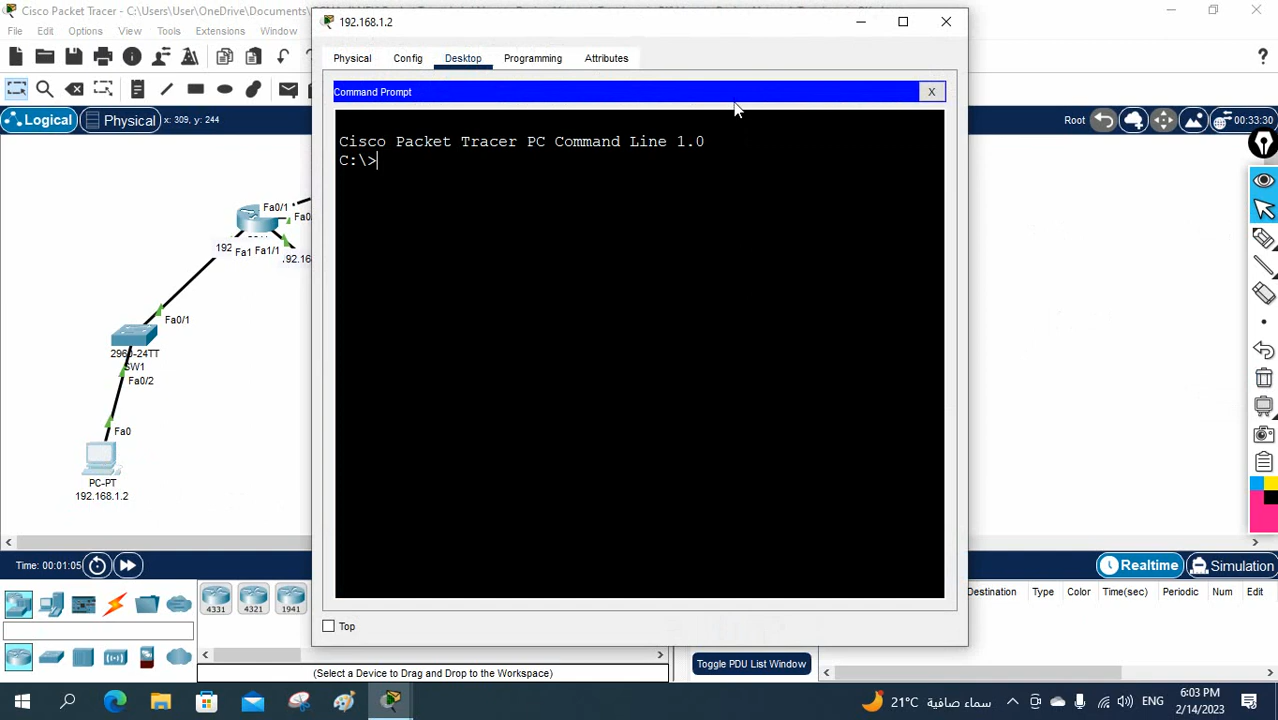 Cisco Packet Tracer - C:\Users\User\OneDrive\Documents\
192.168.1.2
File Edit Options View Tools Extensions Window
Physical Config Desktop Programming Attributes
Command Prompt X
Logical Physical x: 309, y: 244
Root 00:33:30
Cisco Packet Tracer PC Command Line 1.0
C:\>
Fa0/1
Fa0
192
Fa1 Fa1/1
.192.16
Fa0/1
2960-24TT
SW1
Fa0/2
Fa0
PC-PT
192.168.1.2
Time: 00:01:05
Realtime Simulation
4331 4321 1941
Destination Type Color Time(sec) Periodic Num Edit
Top
(Select a Device to Drag and Drop to the Workspace)
Toggle PDU List Window
21°C سماء صافية
ENG
6:03 PM
2/14/2023